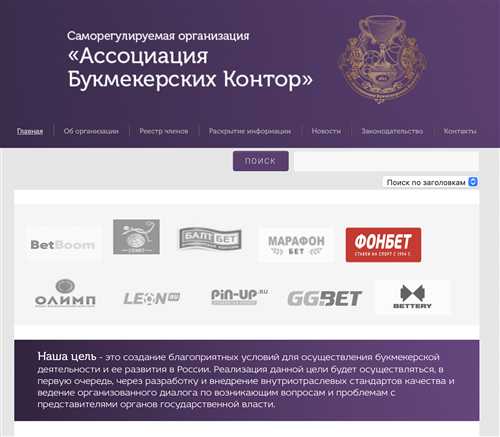 Саморегулируемая организация
«Ассоциация
Букмекерских Контор»
Главная Об организации Реестр членов Раскрытие информации Новости Законодательство Контакты
ПОИСК
Поиск по заголовкам
BetBoom
БАЛТБЕТ
МАРАФОН
БЕТ
ФОНБЕТ
СТАВКИ НА СПОРТ С 1994 Г.
ОЛИМП
LEON.RU
PiN-UP.RU
GGBET
BETTERY
Наша цель - это создание благоприятных условий для осуществления букмекерской
деятельности и ее развития в России. Реализация данной цели будет осуществляться, в
первую очередь, через разработку и внедрение внутриотраслевых стандартов качества и
ведение организованного диалога по возникающим вопросам и проблемам с
представителями органов государственной власти.